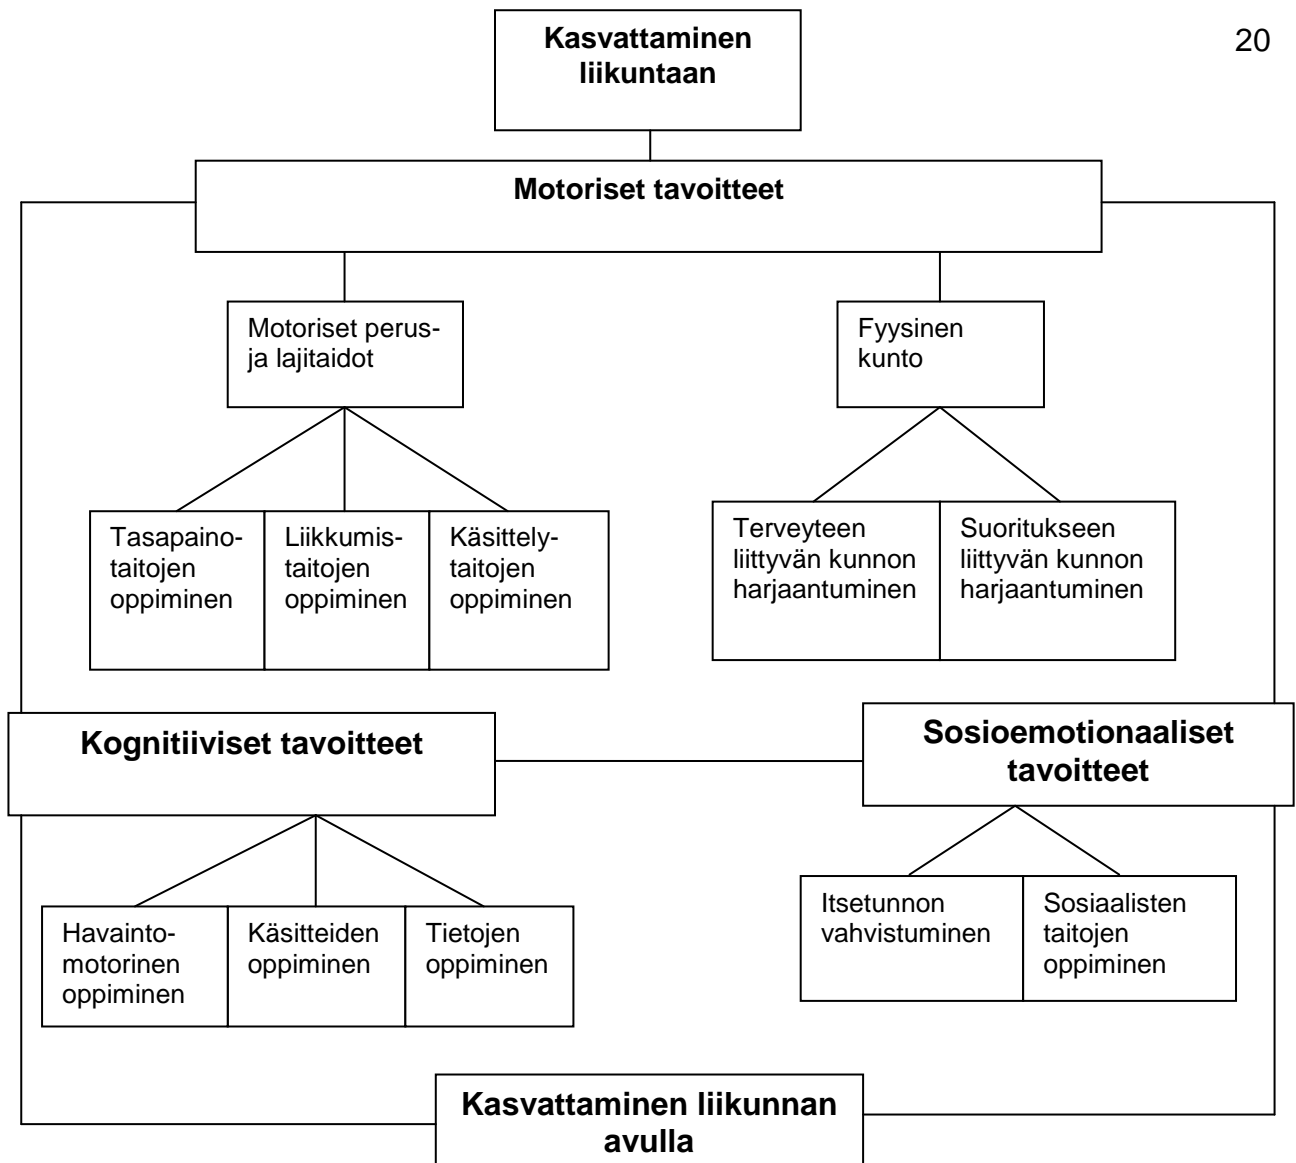 20
Kasvattaminen
liikuntaan
Motoriset tavoitteet
Motoriset perus-
ja lajitaidot
Fyysinen
kunto
Tasapaino-
taitojen
oppiminen
Liikkumis-
taitojen
oppiminen
Käsittely-
taitojen
oppiminen
Terveyteen
liittyvän kunnon
harjaantuminen
Suoritukseen
liittyvän kunnon
harjaantuminen
Kognitiiviset tavoitteet
Sosioemotionaaliset
tavoitteet
Havainto-
motorinen
oppiminen
Käsitteiden
oppiminen
Tietojen
oppiminen
Itsetunnon
vahvistuminen
Sosiaalisten
taitojen
oppiminen
Kasvattaminen liikunnan
avulla